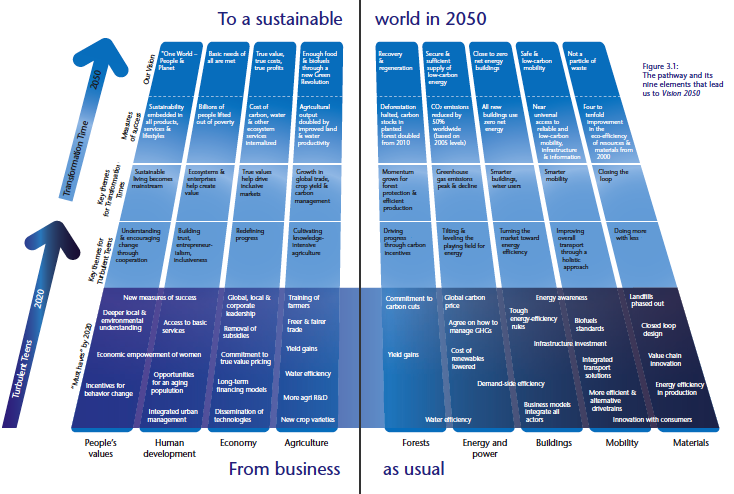 To a sustainable world in 2050
Figure 3.1:
The pathway and its
nine elements that lead
us to Vision 2050
2050
Transformation Time
2020
Turbulent Teens
Our Vision
"One World –
People &
Planet
Basic needs of
all are met
True value,
true costs,
true profits
Enough food
& biofuels
through a
new Green
Revolution
Recovery
&
regeneration
Secure &
sufficient
supply of
low-carbon
energy
Close to zero
net energy
buildings
Safe &
low-carbon
mobility
Not a
particle of
waste
Measures
of success
Sustainability
embedded in
all products,
services &
lifestyles
Billions of
people lifted
out of poverty
Cost of
carbon, water
& other
ecosystem
services
internalized
Agricultural
output
doubled by
improved land
& water
productivity
Deforestation
halted, carbon
stocks in
planted
forest doubled
from 2010
CO₂ emissions
reduced by
50%
worldwide
(based on
2005 levels)
All new
buildings use
zero net
energy
Near
universal
access to
reliable and
low-carbon
mobility,
infrastructure
& information
Four to
tenfold
improvement
in the
eco-efficiency
of resources &
materials from
2000
Key themes
for Transformation
Times
Sustainable
living becomes
mainstream
Ecosystems &
enterprises
help create
value
True values
help drive
inclusive
markets
Growth in
global trade,
crop yield &
carbon
management
Momentum
grows for
forest
protection &
efficient
production
Greenhouse
gas emissions
peak & decline
Smarter
buildings,
wiser users
Smarter
mobility
Closing the
loop
Key themes for
Turbulent Teens
Understanding
& encouraging
change
through
cooperation
Building
trust,
entrepreneur-
ialism,
inclusiveness
Redefining
progress
Cultivating
knowledge-
intensive
agriculture
Driving
progress
through carbon
incentives
Tilting &
leveling the
playing field for
energy
Turning the
market toward
energy
efficiency
Improving
overall
transport
through a
holistic
approach
Doing more
with less
"Must haves" by 2020
New measures of success
Deeper local &
environmental
understanding
Access to basic
services
Economic empowerment of women
Opportunities
for an aging
population
Incentives for
behavior change
Integrated urban
management
Global, local &
corporate
leadership
Removal of
subsidies
Commitment to
true value pricing
Long-term
financing models
Dissemination of
technologies
Training of
farmers
Freer & fairer
trade
Yield gains
Water efficiency
More agri R&D
New crop varieties
Commitment to
carbon cuts
Yield gains
Water efficiency
Global carbon
price
Agree on how to
manage GHGs
Cost of
renewables
lowered
Demand-side efficiency
Energy awareness
Tough
energy-efficiency
rules
Infrastructure investment
Business models
integrate all
actors
Biofuels
standards
Integrated
transport
solutions
More efficient &
alternative
drivetrains
Innovation with consumers
Landfills
phased out
Closed loop
design
Value chain
innovation
Energy efficiency
in production
People's
values
Human
development
Economy
Agriculture
Forests
Energy and
power
Buildings
Mobility
Materials
From business as usual